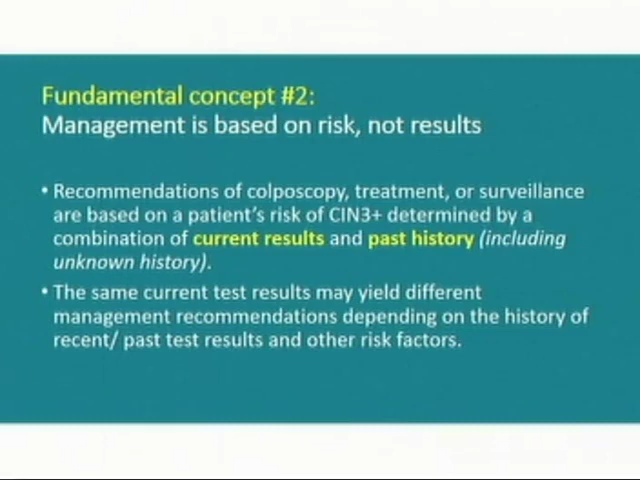 Fundamental concept #2:
Management is based on risk, not results
• Recommendations of colposcopy, treatment, or surveillance
are based on a patient's risk of CIN3+ determined by a
combination of current results and past history (including
unknown history).
• The same current test results may yield different
management recommendations depending on the history of
recent/ past test results and other risk factors.